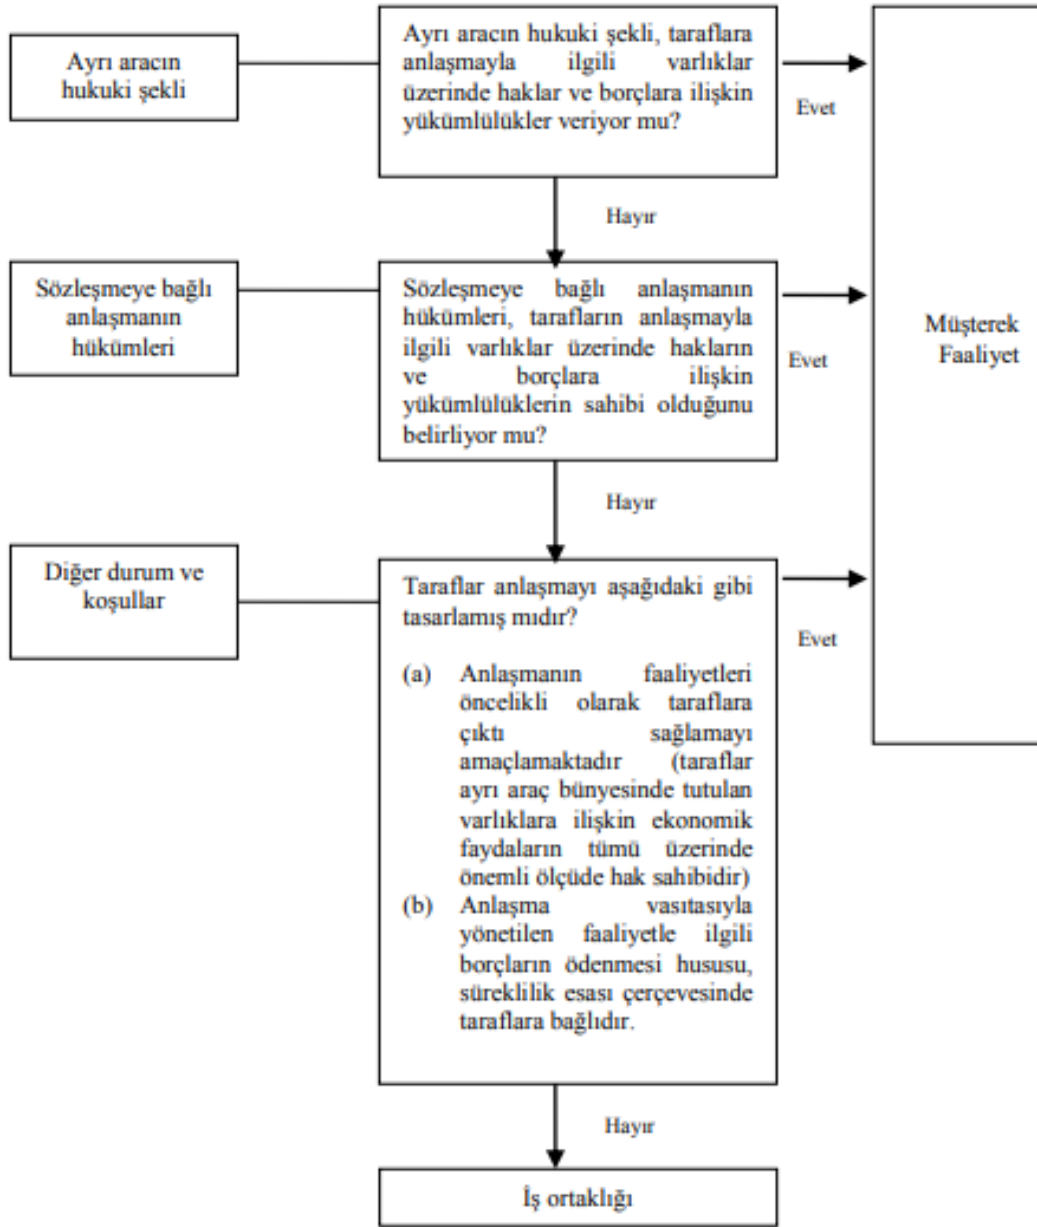 Ayrı aracın
hukuki şekli
Ayrı aracın hukuki şekli, taraflara
anlaşmayla ilgili varlıklar
üzerinde haklar ve borçlara ilişkin
yükümlülükler veriyor mu?
Evet
Hayır
Sözleşmeye bağlı
anlaşmanın
hükümleri
Sözleşmeye bağlı anlaşmanın
hükümleri, tarafların anlaşmayla
ilgili varlıklar üzerinde hakların
ve borçlara ilişkin
yükümlülüklerin sahibi olduğunu
belirliyor mu?
Evet
Müşterek
Faaliyet
Hayır
Diğer durum ve
koşullar
Taraflar anlaşmayı aşağıdaki gibi
tasarlamış mıdır?
Evet
(a) Anlaşmanın faaliyetleri
öncelikli olarak taraflara
çıktı sağlamayı
amaçlamaktadır (taraflar
ayrı araç bünyesinde tutulan
varlıklara ilişkin ekonomik
faydaların tümü üzerinde
önemli ölçüde hak sahibidir)
(b) Anlaşma vasıtasıyla
yönetilen faaliyetle ilgili
borçların ödenmesi hususu,
süreklilik esası çerçevesinde
taraflara bağlıdır.
Hayır
İş ortaklığı